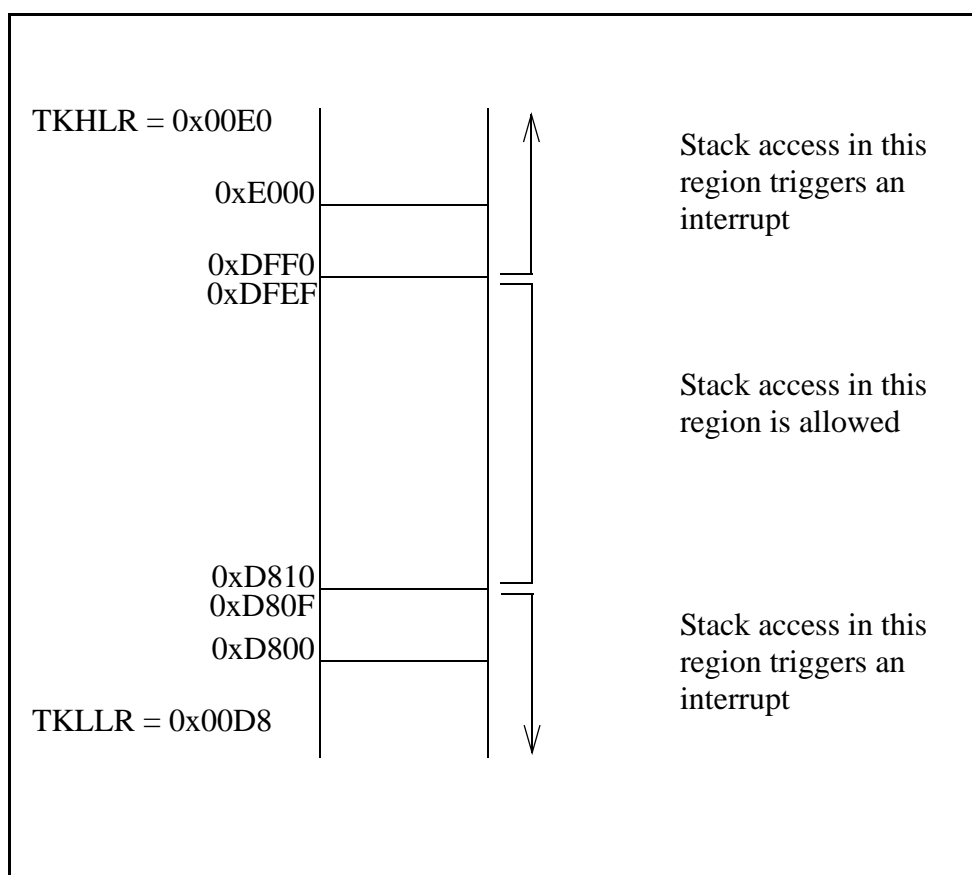 TKHLR = 0x00E0
Stack access in this
region triggers an
interrupt
0xE000
0xDFF0
0xDFEF
Stack access in this
region is allowed
0xD810
0xD80F
0xD800
Stack access in this
region triggers an
interrupt
TKLLR = 0x00D8